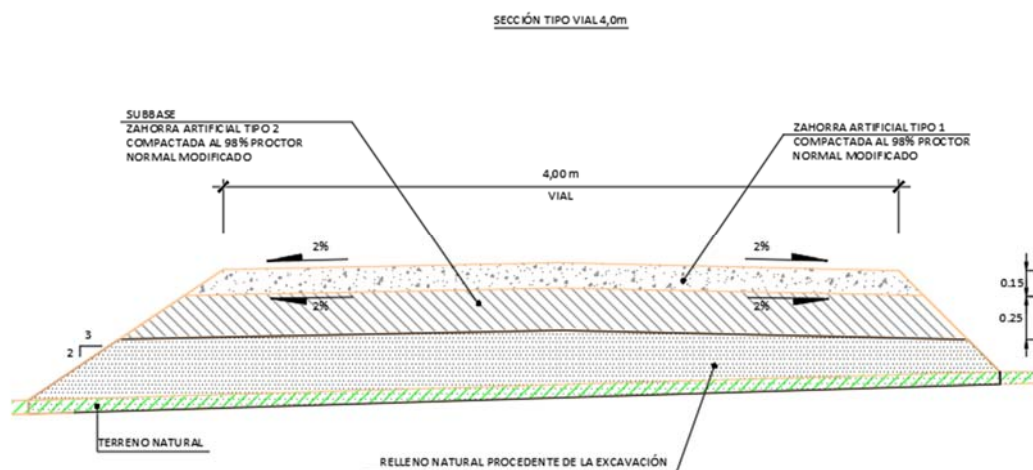 SECCIÓN TIPO VIAL 4,0m
SUBBASE
ZAHORRA ARTIFICIAL TIPO 2
COMPACTADA AL 98% PROCTOR
NORMAL MODIFICADO
ZAHORRA ARTIFICIAL TIPO 1
COMPACTADA AL 98% PROCTOR
NORMAL MODIFICADO
4,00 m
VIAL
2%
2%
2%
2%
0.15
0.25
3
2
TERRENO NATURAL
RELLENO NATURAL PROCEDENTE DE LA EXCAVACIÓN